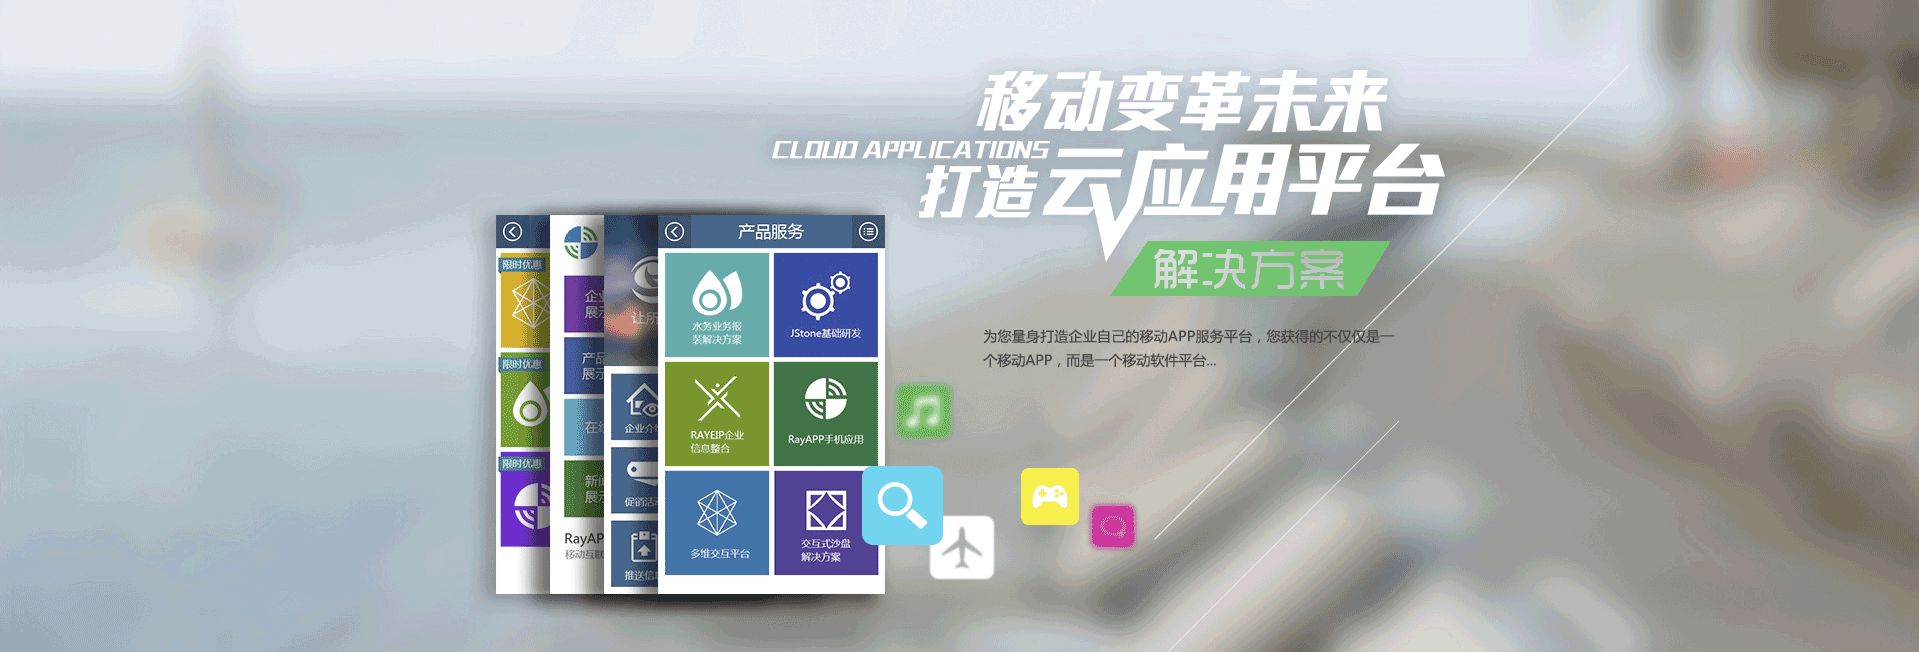 移动变革未来
CLOUD APPLICATIONS
打造云应用平台
解决方案
为您量身打造企业自己的移动APP服务平台，您获得的不仅仅是一
个移动APP，而是一个移动软件平台...
限时优惠
限时优惠
限时优惠
企
展示
产品
展示
在
新
展示
RayAP
移动互联
让所
企业介
促销活
推送信
产品服务
水务业务报
装解决方案
JStone基础研发
RAYEIP企业
信息整合
RayAPP手机应用
多维交互平台
交互式沙盘
解决方案